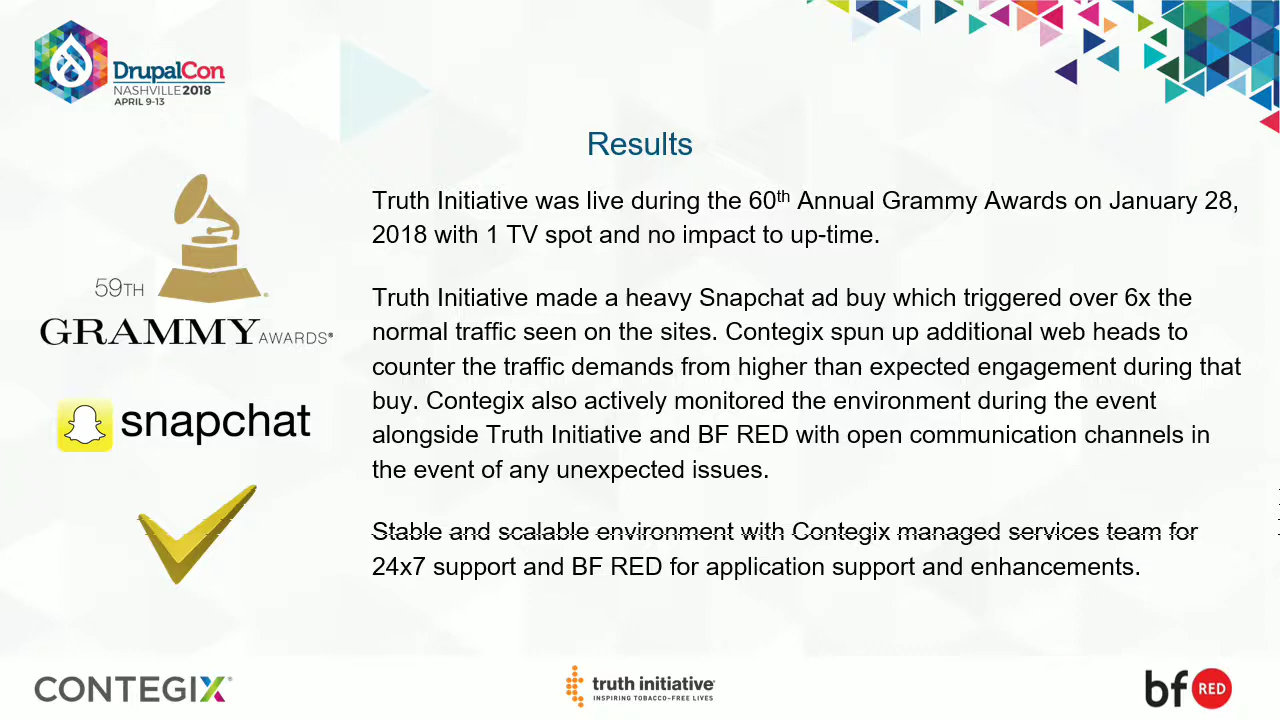 DrupalCon
NASHVILLE 2018
APRIL 9-13
Results
Truth Initiative was live during the 60th Annual Grammy Awards on January 28,
2018 with 1 TV spot and no impact to up-time.
59TH
GRAMMY AWARDS®
Truth Initiative made a heavy Snapchat ad buy which triggered over 6x the
normal traffic seen on the sites. Contegix spun up additional web heads to
counter the traffic demands from higher than expected engagement during that
buy. Contegix also actively monitored the environment during the event
alongside Truth Initiative and BF RED with open communication channels in
the event of any unexpected issues.
snapchat
Stable and scalable environment with Contegix managed services team for
24x7 support and BF RED for application support and enhancements.
CONTEGIX®
truth initiative®
INSPIRING TOBACCO-FREE LIVES
bf RED